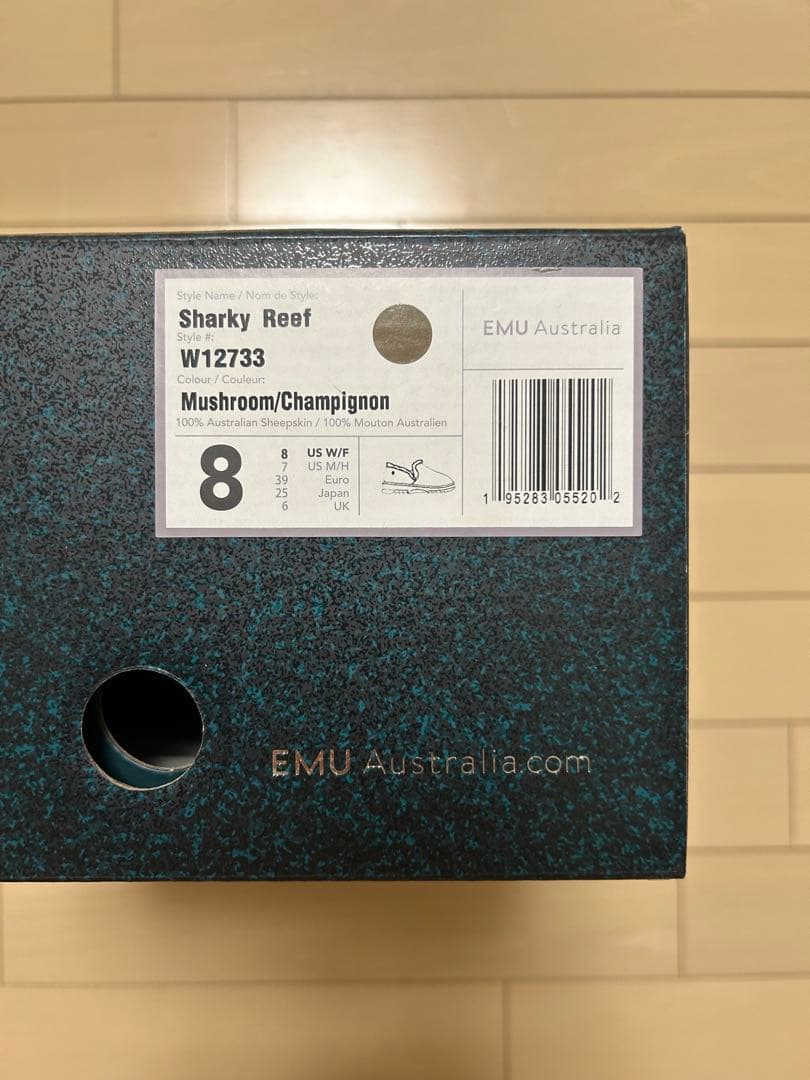 Style Name / Nom de Style:
Sharky Reef
Style #:
W12733
Colour / Couleur:
Mushroom/Champignon
100% Australian Sheepskin / 100% Mouton Australien
8
8 US W/F
7 US M/H
39 Euro
25 Japan
6 UK
EMU Australia
1 95283 05520 2
EMU Australia.com